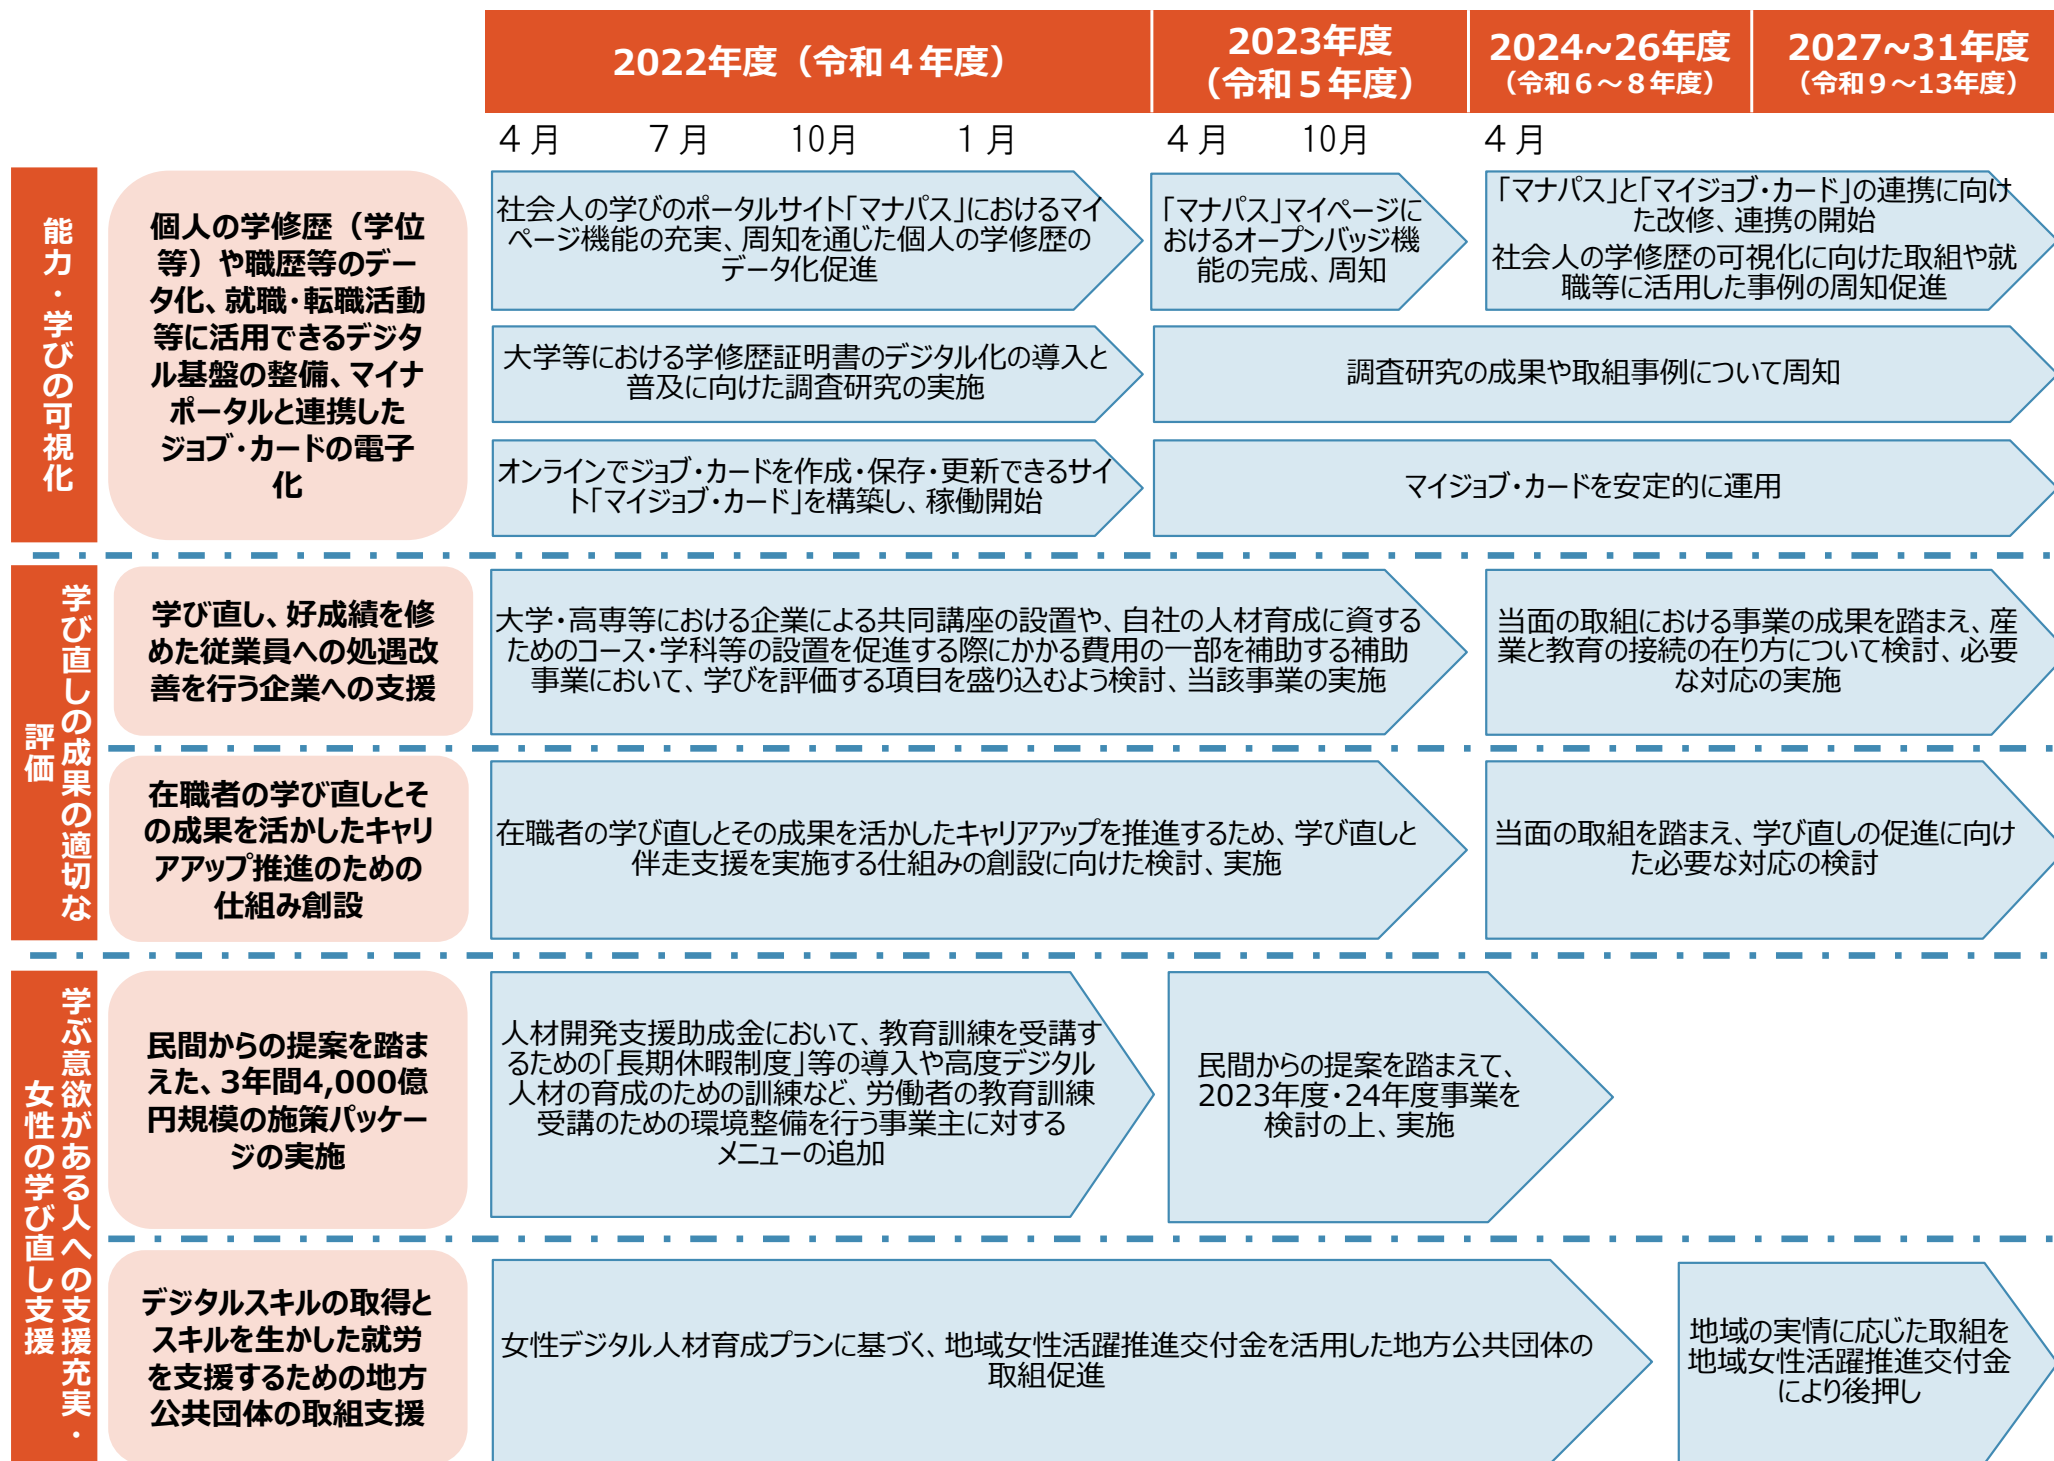 2022年度（令和４年度）
2023年度
（令和５年度）
2024~26年度
（令和６～８年度）
2027~31年度
（令和９～13年度）
４月
７月
10月
１月
４月
10月
４月
能力・学びの可視化
個人の学修歴（学位
等）や職歴等のデー
タ化、就職・転職活動
等に活用できるデジタ
ル基盤の整備、マイナ
ポータルと連携した
ジョブ・カードの電子
化
社会人の学びのポータルサイト「マナパス」におけるマイ
ページ機能の充実、周知を通じた個人の学修歴の
データ化促進
「マナパス」マイページに
おけるオープンバッジ機
能の完成、周知
「マナパス」と「マイジョブ・カード」の連携に向け
た改修、連携の開始
社会人の学修歴の可視化に向けた取組や就
職等に活用した事例の周知促進
大学等における学修歴証明書のデジタル化の導入と
普及に向けた調査研究の実施
調査研究の成果や取組事例について周知
オンラインでジョブ・カードを作成・保存・更新できるサイ
ト「マイジョブ・カード」を構築し、稼働開始
マイジョブ・カードを安定的に運用
学び直しの成果の適切な
評価
学び直し、好成績を修
めた従業員への処遇改
善を行う企業への支援
大学・高専等における企業による共同講座の設置や、自社の人材育成に資する
ためのコース・学科等の設置を促進する際にかかる費用の一部を補助する補助
事業において、学びを評価する項目を盛り込むよう検討、当該事業の実施
当面の取組における事業の成果を踏まえ、産
業と教育の接続の在り方について検討、必要
な対応の実施
在職者の学び直しとそ
の成果を活かしたキャリ
アアップ推進のための
仕組み創設
在職者の学び直しとその成果を活かしたキャリアアップを推進するため、学び直しと
伴走支援を実施する仕組みの創設に向けた検討、実施
当面の取組を踏まえ、学び直しの促進に向け
た必要な対応の検討
学ぶ意欲がある人への支援充実・
女性の学び直し支援
民間からの提案を踏ま
えた、3年間4,000億
円規模の施策パッケー
ジの実施
人材開発支援助成金において、教育訓練を受講す
るための「長期休暇制度」等の導入や高度デジタル
人材の育成のための訓練など、労働者の教育訓練
受講のための環境整備を行う事業主に対する
メニューの追加
民間からの提案を踏まえて、
2023年度・24年度事業を
検討の上、実施
デジタルスキルの取得と
スキルを生かした就労
を支援するための地方
公共団体の取組支援
女性デジタル人材育成プランに基づく、地域女性活躍推進交付金を活用した地方公共団体の
取組促進
地域の実情に応じた取組を
地域女性活躍推進交付金
により後押し